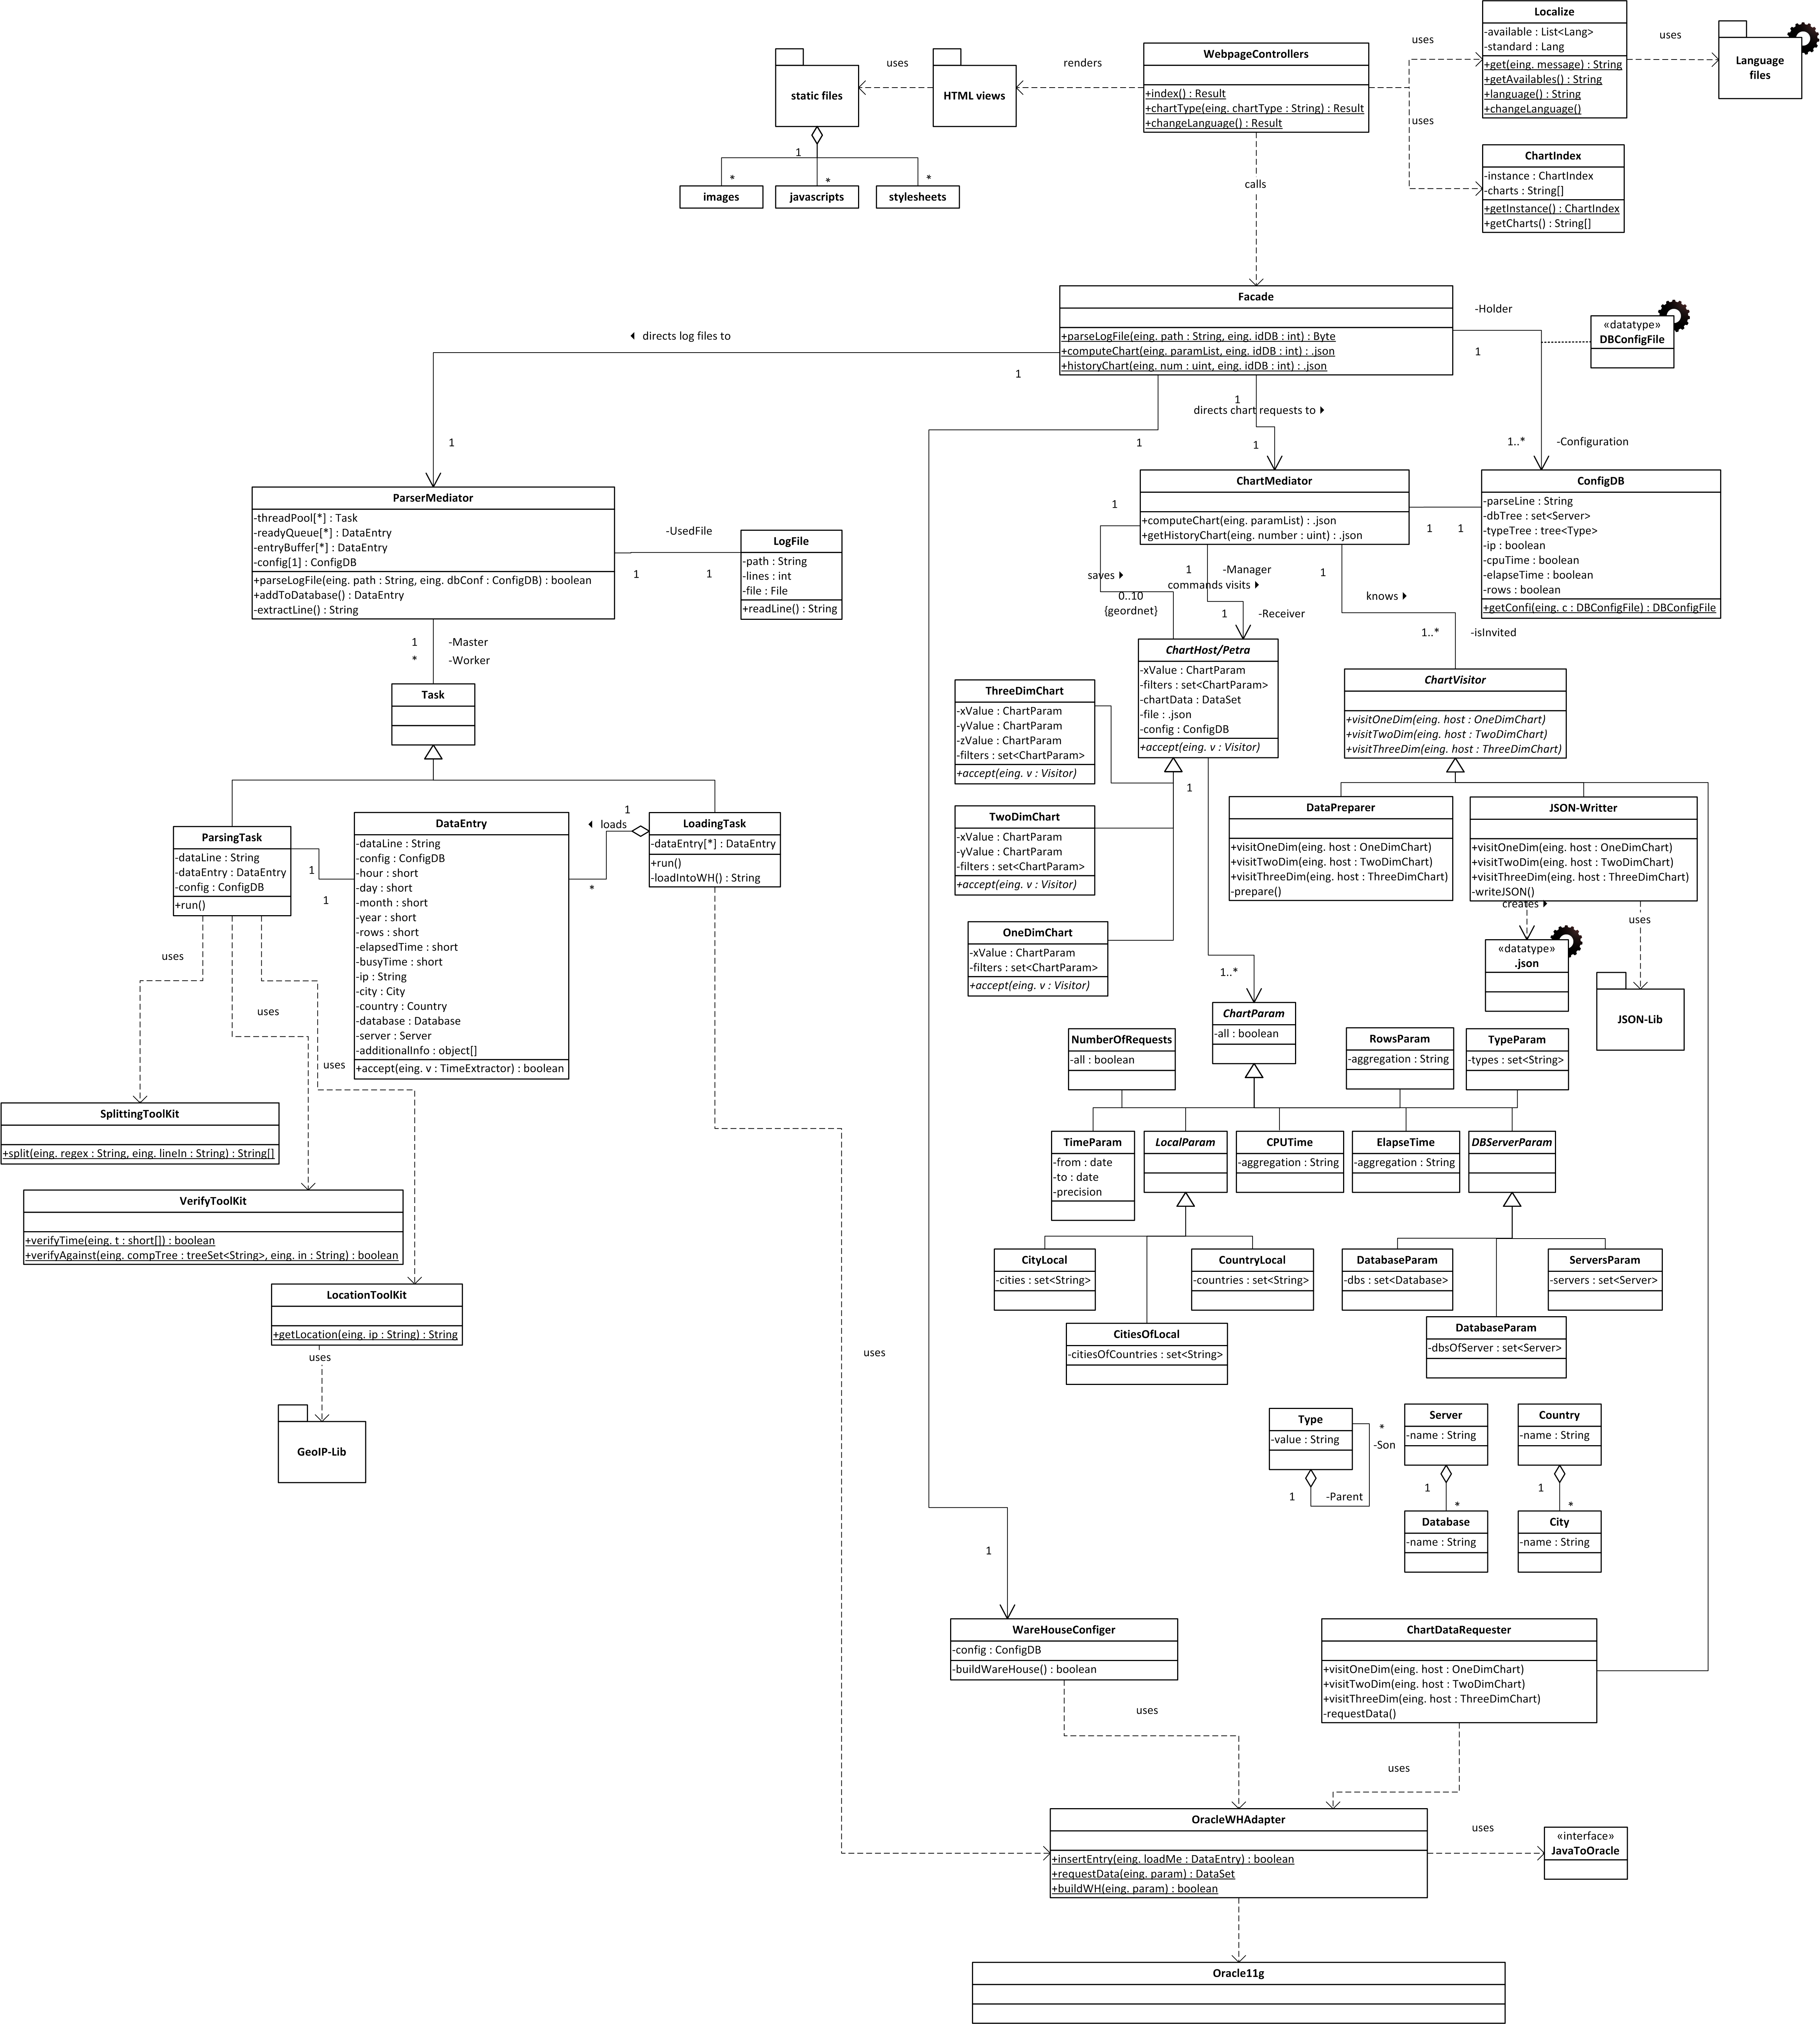 Localize
-available : List<Lang>
-standard : Lang
+get(eing. message) : String
+getAvailables() : String
+language() : String
+changeLanguage()
uses
Language
files
WebpageControllers
+index() : Result
+chartType(eing. chartType : String) : Result
+changeLanguage() : Result
uses
uses
renders
HTML views
uses
static files
1
*
*
*
images
javascripts
stylesheets
ChartIndex
-instance : ChartIndex
-charts : String[]
+getInstance() : ChartIndex
+getCharts() : String[]
calls
Facade
+parseLogFile(eing. path : String, eing. idDB : int) : Byte
+computeChart(eing. paramList, eing. idDB : int) : .json
+historyChart(eing. num : uint, eing. idDB : int) : .json
-Holder
1
«datatype»
DBConfigFile
directs log files to
1
1
1
directs chart requests to
1
1
1..*
-Configuration
ParserMediator
-threadPool[*] : Task
-readyQueue[*] : DataEntry
-entryBuffer[*] : DataEntry
-config[1] : ConfigDB
+parseLogFile(eing. path : String, eing. dbConf : ConfigDB) : boolean
+addToDatabase() : DataEntry
-extractLine() : String
-UsedFile
1
1
LogFile
-path : String
-lines : int
-file : File
+readLine() : String
ChartMediator
+computeChart(eing. paramList) : .json
+getHistoryChart(eing. number : uint) : .json
1
1
ConfigDB
-parseLine : String
-dbTree : set<Server>
-typeTree : tree<Type>
-ip : boolean
-cpuTime : boolean
-elapseTime : boolean
-rows : boolean
+getConfi(eing. c : DBConfigFile) : DBConfigFile
1
saves
0..10
{geordnet}
1
-Manager
commands visits
1
-Receiver
1
knows
1..*
-isInvited
1
-Master
*
-Worker
Task
ChartHost/Petra
-xValue : ChartParam
-filters : set<ChartParam>
-chartData : DataSet
-file : .json
-config : ConfigDB
+accept(eing. v : Visitor)
ChartVisitor
+visitOneDim(eing. host : OneDimChart)
+visitTwoDim(eing. host : TwoDimChart)
+visitThreeDim(eing. host : ThreeDimChart)
ThreeDimChart
-xValue : ChartParam
-yValue : ChartParam
-zValue : ChartParam
-filters : set<ChartParam>
+accept(eing. v : Visitor)
1
TwoDimChart
-xValue : ChartParam
-yValue : ChartParam
-filters : set<ChartParam>
+accept(eing. v : Visitor)
OneDimChart
-xValue : ChartParam
-filters : set<ChartParam>
+accept(eing. v : Visitor)
DataPreparer
+visitOneDim(eing. host : OneDimChart)
+visitTwoDim(eing. host : TwoDimChart)
+visitThreeDim(eing. host : ThreeDimChart)
-prepare()
JSON-Writter
+visitOneDim(eing. host : OneDimChart)
+visitTwoDim(eing. host : TwoDimChart)
+visitThreeDim(eing. host : ThreeDimChart)
-writeJSON()
creates
uses
«datatype»
.json
JSON-Lib
ParsingTask
-dataLine : String
-dataEntry : DataEntry
-config : ConfigDB
+run()
1
1
DataEntry
-dataLine : String
-config : ConfigDB
-hour : short
-day : short
-month : short
-year : short
-rows : short
-elapsedTime : short
-busyTime : short
-ip : String
-city : City
-country : Country
-database : Database
-server : Server
-additionalInfo : object[]
+accept(eing. v : TimeExtractor) : boolean
1
loads
*
LoadingTask
-dataEntry[*] : DataEntry
+run()
-loadIntoWH() : String
uses
uses
uses
SplittingToolKit
+split(eing. regex : String, eing. lineIn : String) : String[]
VerifyToolKit
+verifyTime(eing. t : short[]) : boolean
+verifyAgainst(eing. compTree : treeSet<String>, eing. in : String) : boolean
LocationToolKit
+getLocation(eing. ip : String) : String
uses
GeoIP-Lib
uses
1..*
ChartParam
-all : boolean
NumberOfRequests
-all : boolean
RowsParam
-aggregation : String
TypeParam
-types : set<String>
TimeParam
-from : date
-to : date
-precision
LocalParam
CPUTime
-aggregation : String
ElapseTime
-aggregation : String
DBServerParam
CityLocal
-cities : set<String>
CountryLocal
-countries : set<String>
CitiesOfLocal
-citiesOfCountries : set<String>
DatabaseParam
-dbs : set<Database>
ServersParam
-servers : set<Server>
DatabaseParam
-dbsOfServer : set<Server>
Type
-value : String
*
-Son
1
-Parent
Server
-name : String
1
*
Database
-name : String
Country
-name : String
1
*
City
-name : String
1
WareHouseConfiger
-config : ConfigDB
-buildWareHouse() : boolean
uses
ChartDataRequester
+visitOneDim(eing. host : OneDimChart)
+visitTwoDim(eing. host : TwoDimChart)
+visitThreeDim(eing. host : ThreeDimChart)
-requestData()
uses
OracleWHAdapter
+insertEntry(eing. loadMe : DataEntry) : boolean
+requestData(eing. param) : DataSet
+buildWH(eing. param) : boolean
uses
«interface»
JavaToOracle
Oracle11g